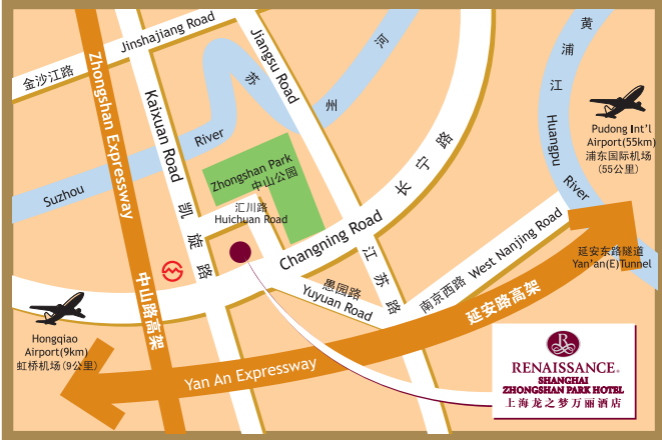 金沙江路
Jinshajiang Road
Zhongshan Expressway
中山路高架
Kaixuan Road
凯旋路
Jiangsu Road
江苏路
苏州河
Suzhou
River
Zhongshan Park
中山公园
汇川路
Huichuan Road
Changning Road
长宁路
愚园路
Yuyuan Road
南京西路 West Nanjing Road
黄浦江
Huangpu
River
Pudong Int'l
Airport(55km)
浦东国际机场
(55公里)
延安东路隧道
Yan'an(E)Tunnel
Hongqiao
Airport(9km)
虹桥机场(9公里)
Yan An Expressway
延安路高架
R
RENAISSANCE®
SHANGHAI
ZHONGSHAN PARK HOTEL
上海龙之梦万丽酒店